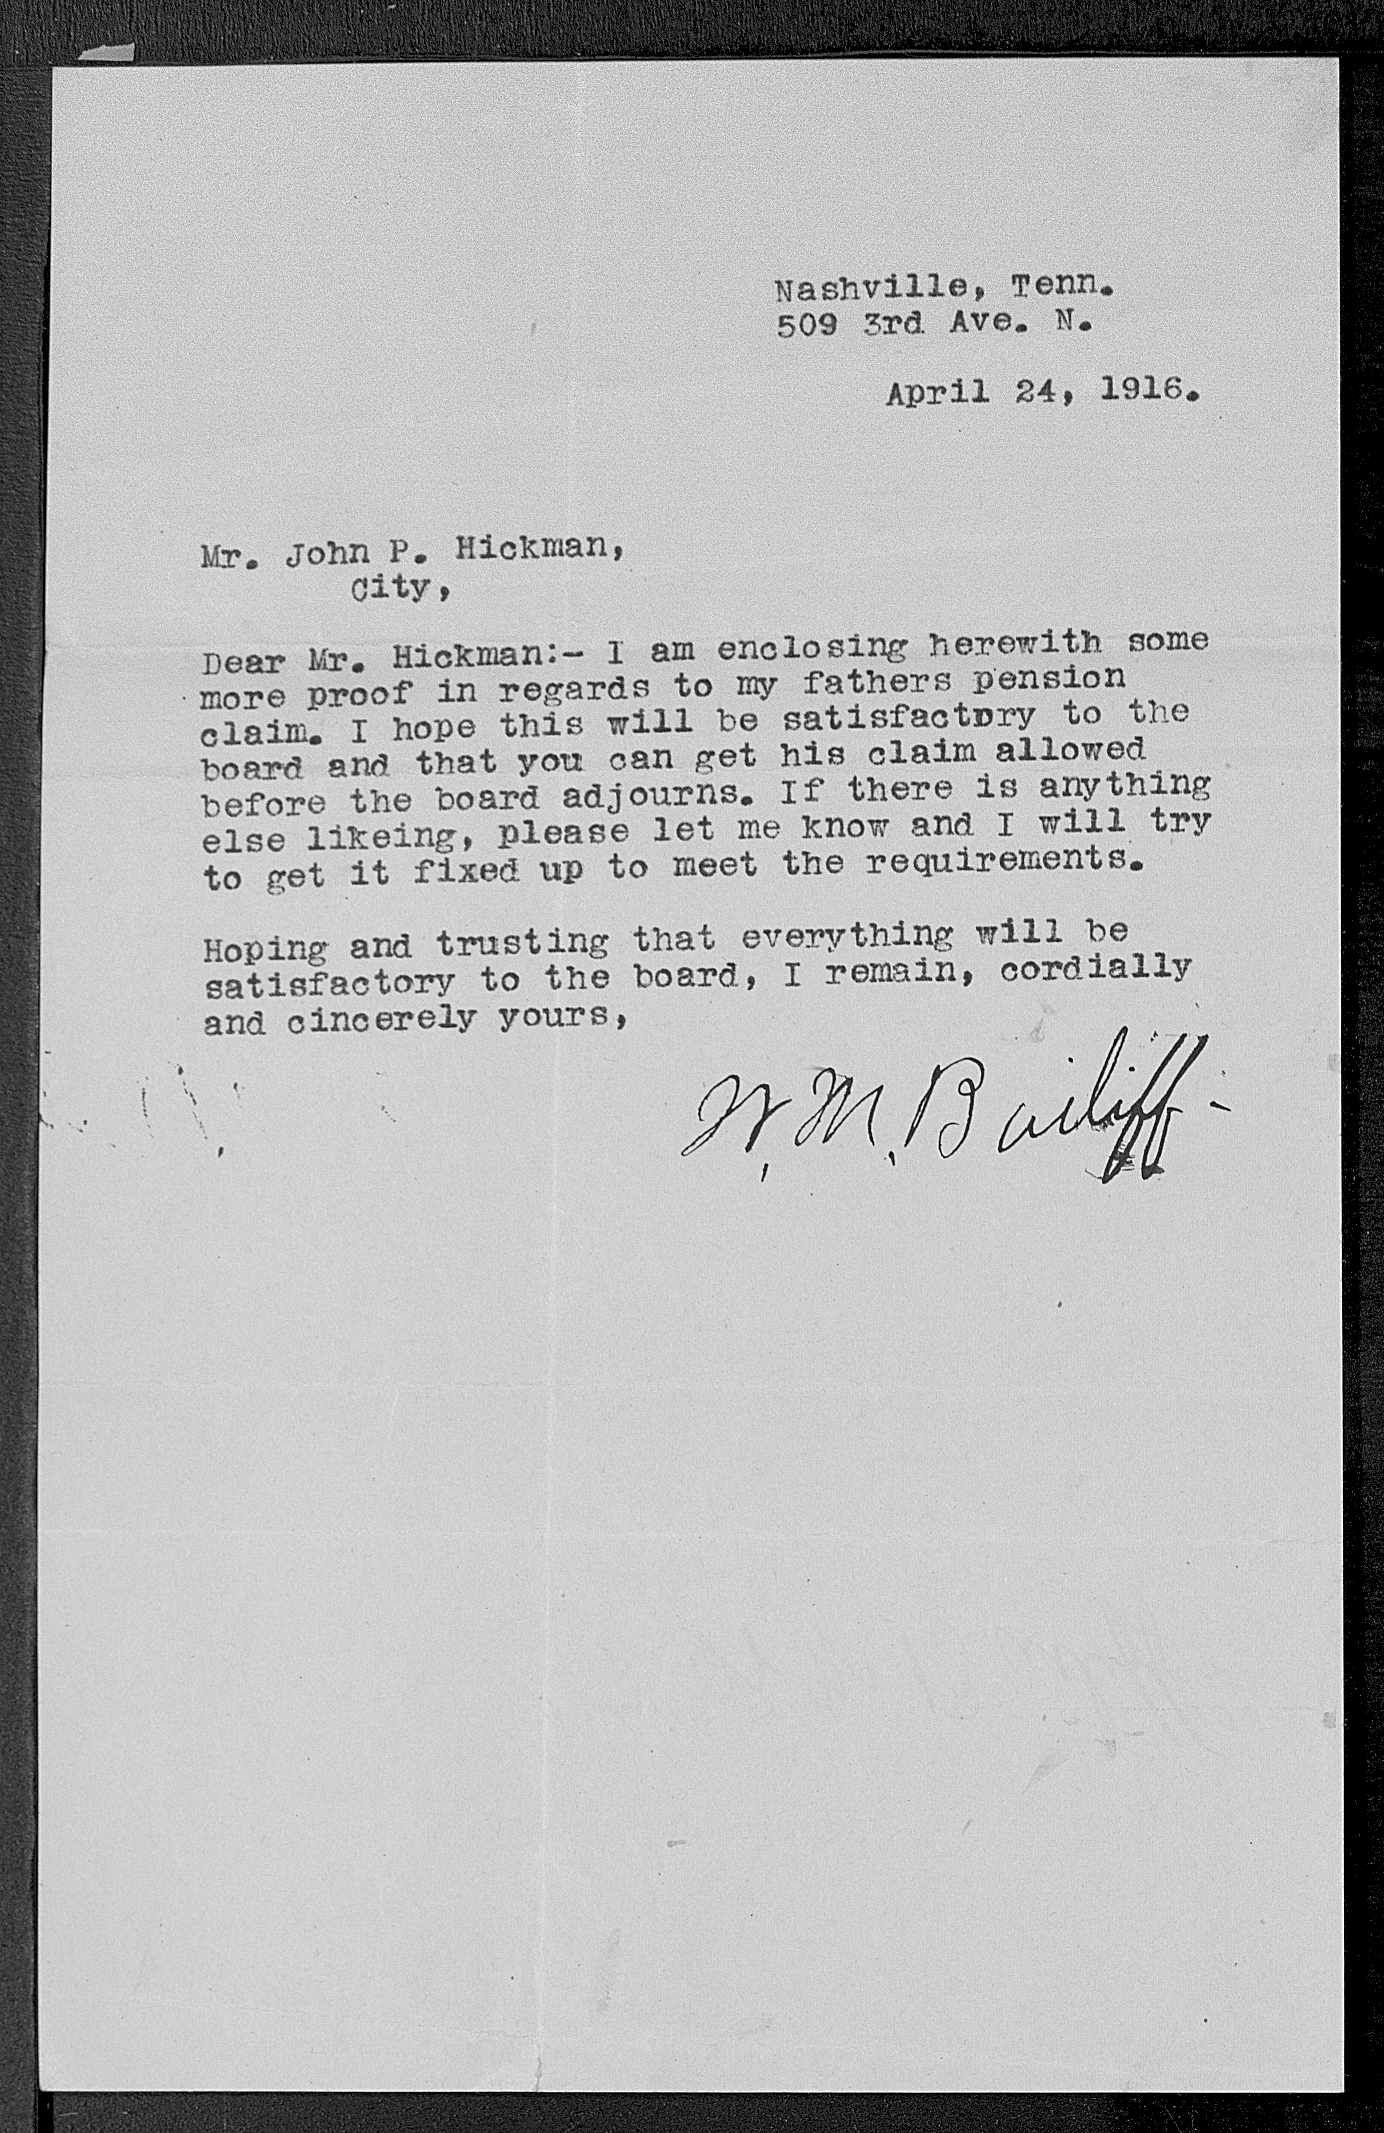 Nashville, Tenn.
509 3rd Ave. N.
April 24, 1916.
Mr. John P. Hickman,
City,
Dear Mr. Hickman:- I am enclosing herewith some
more proof in regards to my fathers pension
claim. I hope this will be satisfactory to the
board and that you can get his claim allowed
before the board adjourns. If there is anything
else likeing, please let me know and I will try
to get it fixed up to meet the requirements.
Hoping and trusting that everything will be
satisfactory to the board, I remain, cordially
and cincerely yours,
W. M. Bailiff-